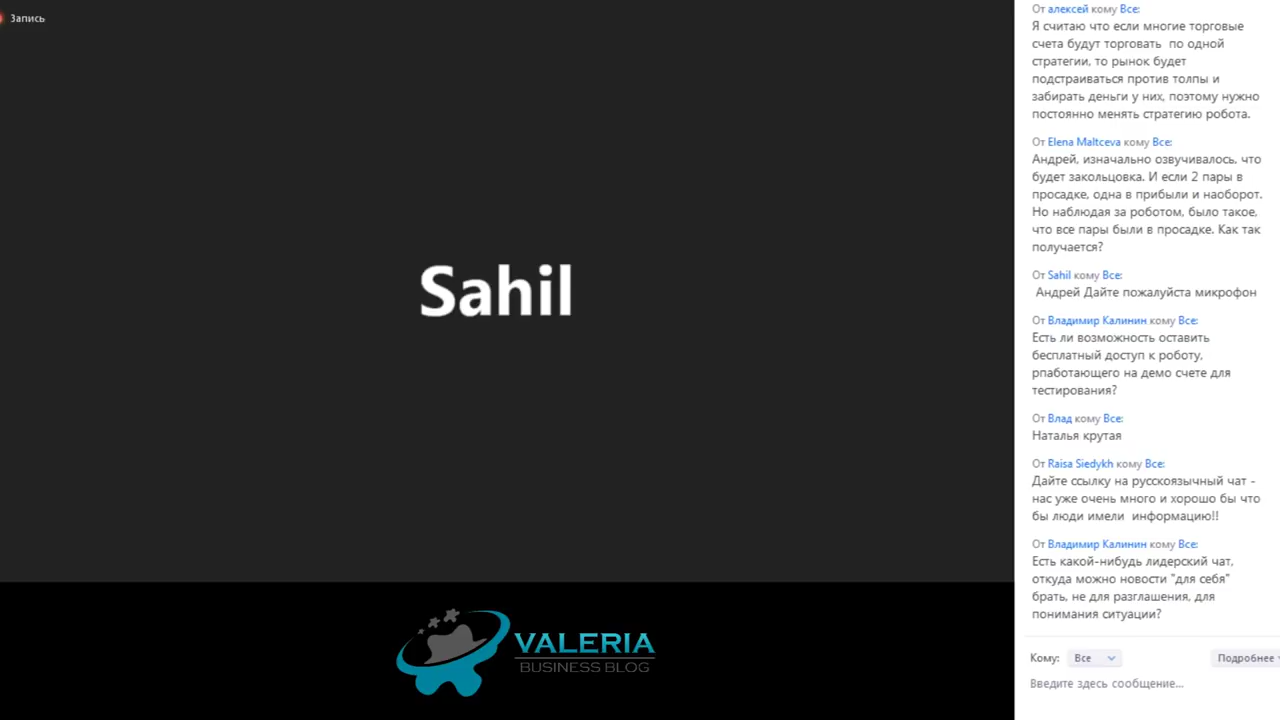 Запись
Sahil
VALERIA
BUSINESS BLOG
От алексей кому Все:
Я считаю что если многие торговые
счета будут торговать по одной
стратегии, то рынок будет
подстраиваться против толпы и
забирать деньги у них, поэтому нужно
постоянно менять стратегию робота.
От Elena Maltceva кому Все:
Андрей, изначально озвучивалось, что
будет закольцовка. И если 2 пары в
просадке, одна в прибыли и наоборот.
Но наблюдая за роботом, было такое,
что все пары были в просадке. Как так
получается?
От Sahil кому Все:
Андрей Дайте пожалуйста микрофон
От Владимир Калинин кому Все:
Есть ли возможность оставить
бесплатный доступ к роботу,
рпаботающего на демо счете для
тестирования?
От Влад кому Все:
Наталья крутая
От Raisa Siedykh кому Все:
Дайте ссылку на русскоязычный чат -
нас уже очень много и хорошо бы что
бы люди имели информацию!!
От Владимир Калинин кому Все:
Есть какой-нибудь лидерский чат,
откуда можно новости "для себя"
брать, не для разглашения, для
понимания ситуации?
Кому: Все Подробнее
Введите здесь сообщение...